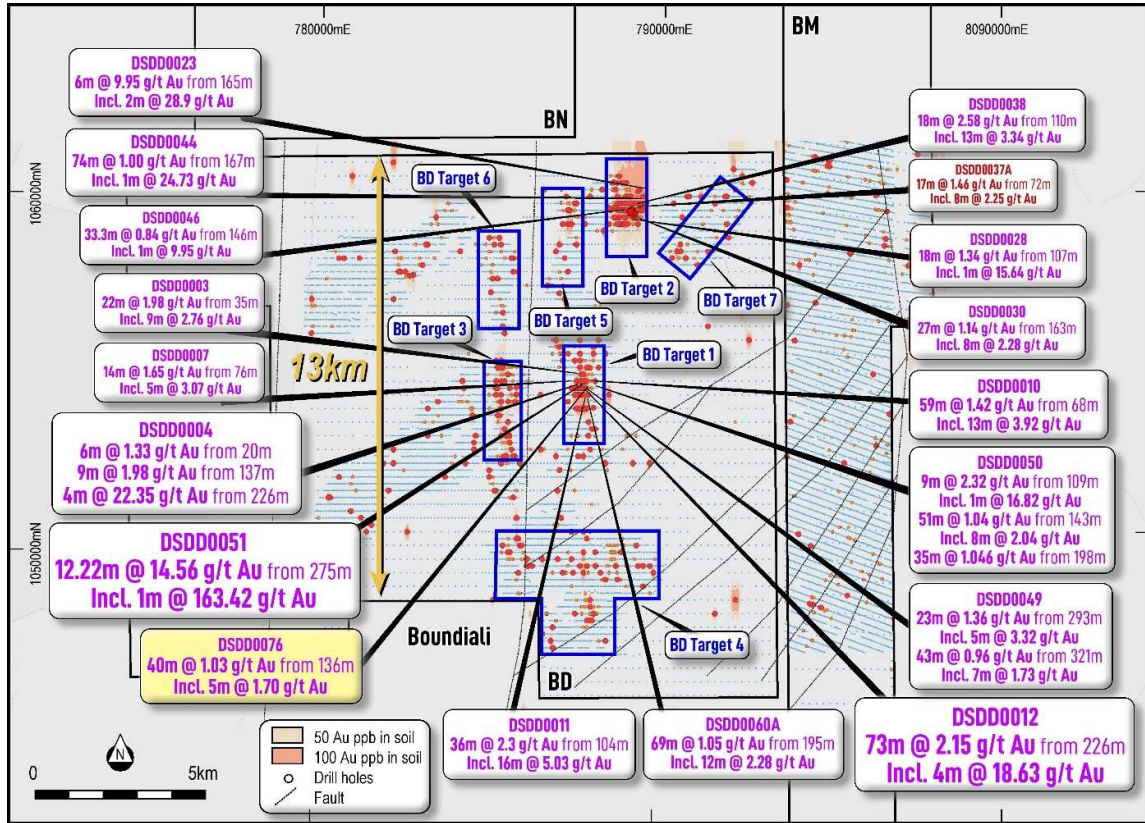 780000mE
790000mE
8090000mE
BM
BN
DSDD0023
6m @ 9.95 g/t Au from 165m
Incl. 2m @ 28.9 g/t Au
DSDD0044
74m @ 1.00 g/t Au from 167m
Incl. 1m @ 24.73 g/t Au
DSDD0046
33.3m @ 0.84 g/t Au from 146m
Incl. 1m @ 9.95 g/t Au
DSDD0003
22m @ 1.98 g/t Au from 35m
Incl. 9m @ 2.76 g/t Au
DSDD0007
14m @ 1.65 g/t Au from 76m
Incl. 5m @ 3.07 g/t Au
DSDD0004
6m @ 1.33 g/t Au from 20m
9m @ 1.98 g/t Au from 137m
4m @ 22.35 g/t Au from 226m
DSDD0051
12.22m @ 14.56 g/t Au from 275m
Incl. 1m @ 163.42 g/t Au
DSDD0076
40m @ 1.03 g/t Au from 136m
Incl. 5m @ 1.70 g/t Au
1060000mN
1050000mN
13km
BD Target 6
BD Target 3
BD Target 5
BD Target 2
BD Target 7
BD Target 1
BD Target 4
Boundiali
BD
DSDD0038
18m @ 2.58 g/t Au from 110m
Incl. 13m @ 3.34 g/t Au
DSDD0037A
17m @ 1.46 g/t Au from 72m
Incl. 8m @ 2.25 g/t Au
DSDD0028
18m @ 1.34 g/t Au from 107m
Incl. 1m @ 15.64 g/t Au
DSDD0030
27m @ 1.14 g/t Au from 163m
Incl. 8m @ 2.28 g/t Au
DSDD0010
59m @ 1.42 g/t Au from 68m
Incl. 13m @ 3.92 g/t Au
DSDD0050
9m @ 2.32 g/t Au from 109m
Incl. 1m @ 16.82 g/t Au
51m @ 1.04 g/t Au from 143m
Incl. 8m @ 2.04 g/t Au
35m @ 1.046 g/t Au from 198m
DSDD0049
23m @ 1.36 g/t Au from 293m
Incl. 5m @ 3.32 g/t Au
43m @ 0.96 g/t Au from 321m
Incl. 7m @ 1.73 g/t Au
DSDD0012
73m @ 2.15 g/t Au from 226m
Incl. 4m @ 18.63 g/t Au
DSDD0011
36m @ 2.3 g/t Au from 104m
Incl. 16m @ 5.03 g/t Au
DSDD0060A
69m @ 1.05 g/t Au from 195m
Incl. 12m @ 2.28 g/t Au
50 Au ppb in soil
100 Au ppb in soil
Drill holes
Fault
N
0 5km